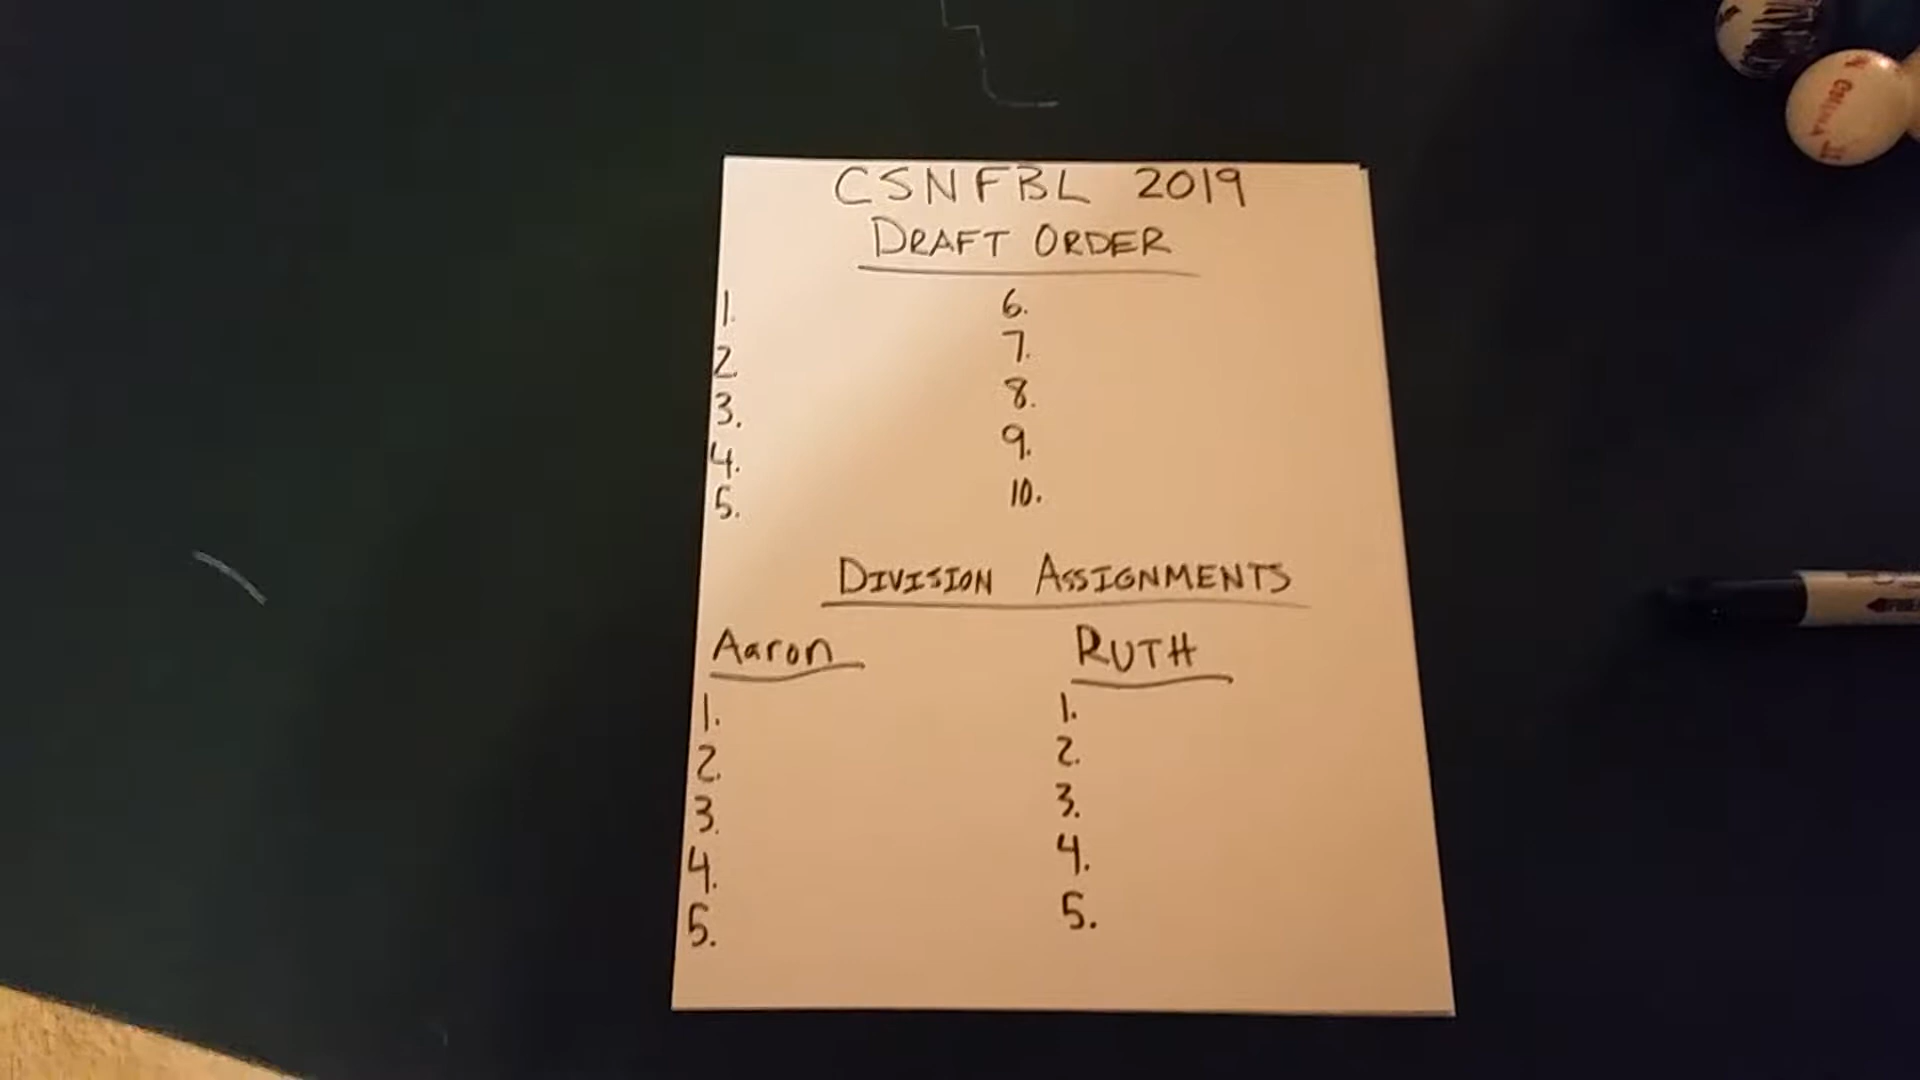 CSNFBL 2019
DRAFT ORDER
1. 6.
2. 7.
3. 8.
4. 9.
5. 10.
DIVISION ASSIGNMENTS
Aaron RUTH
1. 1.
2. 2.
3. 3.
4. 4.
5. 5.